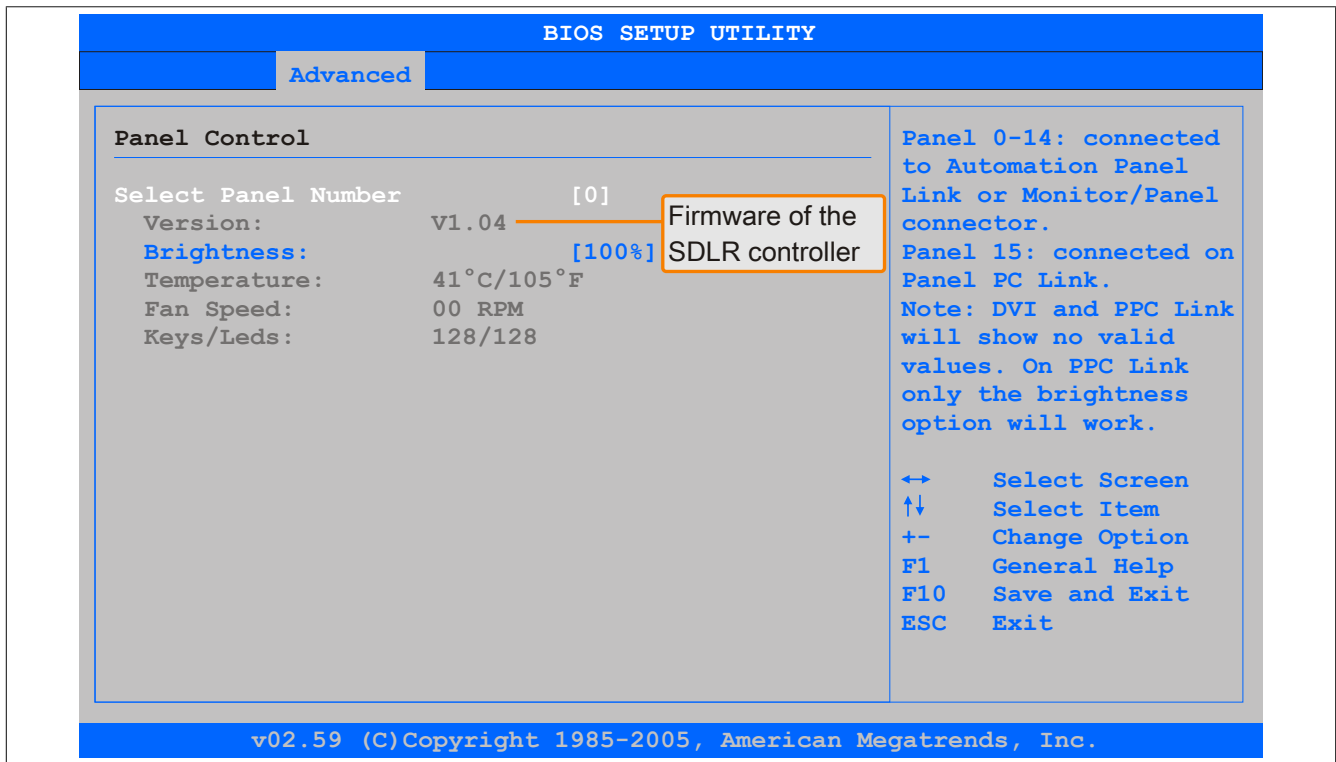 BIOS SETUP UTILITY
Advanced
Panel Control
Select Panel Number [0]
Version: V1.04
Firmware of the
SDLR controller
Brightness: [100%]
Temperature: 41°C/105°F
Fan Speed: 00 RPM
Keys/Leds: 128/128
Panel 0-14: connected
to Automation Panel
Link or Monitor/Panel
connector.
Panel 15: connected on
Panel PC Link.
Note: DVI and PPC Link
will show no valid
values. On PPC Link
only the brightness
option will work.
↔ Select Screen
↑↓ Select Item
+- Change Option
F1 General Help
F10 Save and Exit
ESC Exit
v02.59 (C)Copyright 1985-2005, American Megatrends, Inc.